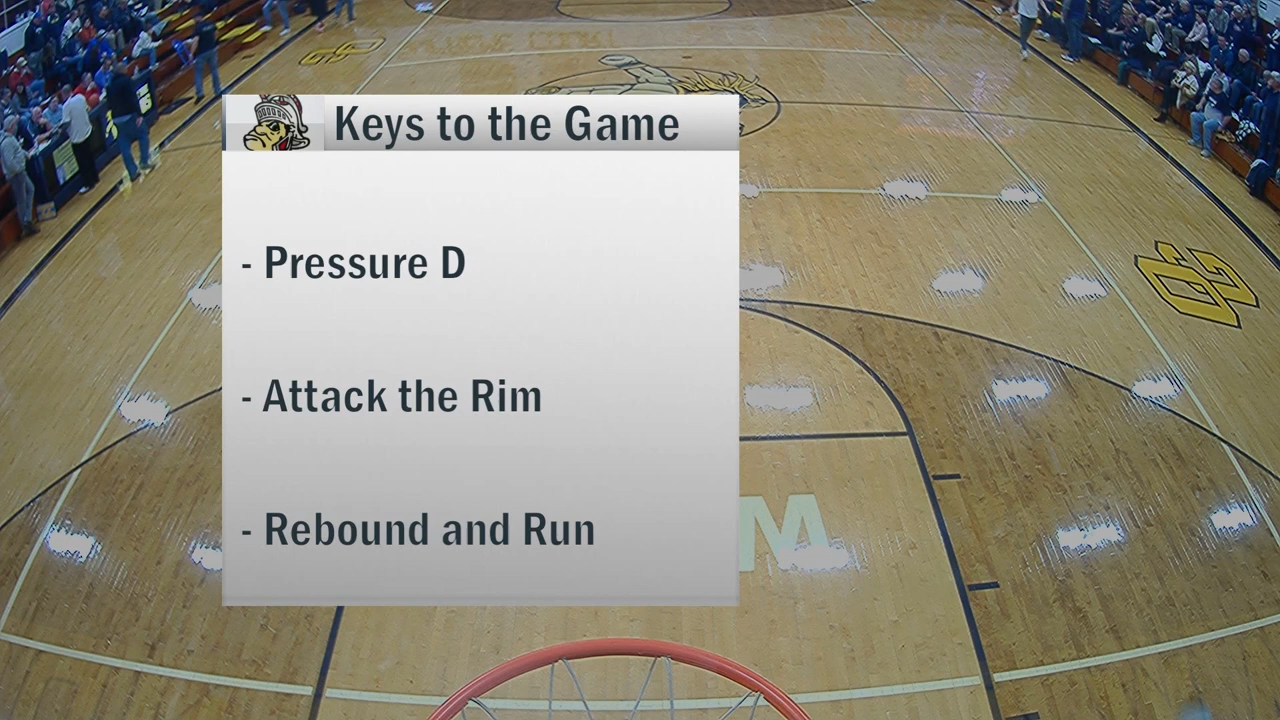 Keys to the Game
- Pressure D
- Attack the Rim
- Rebound and Run
M